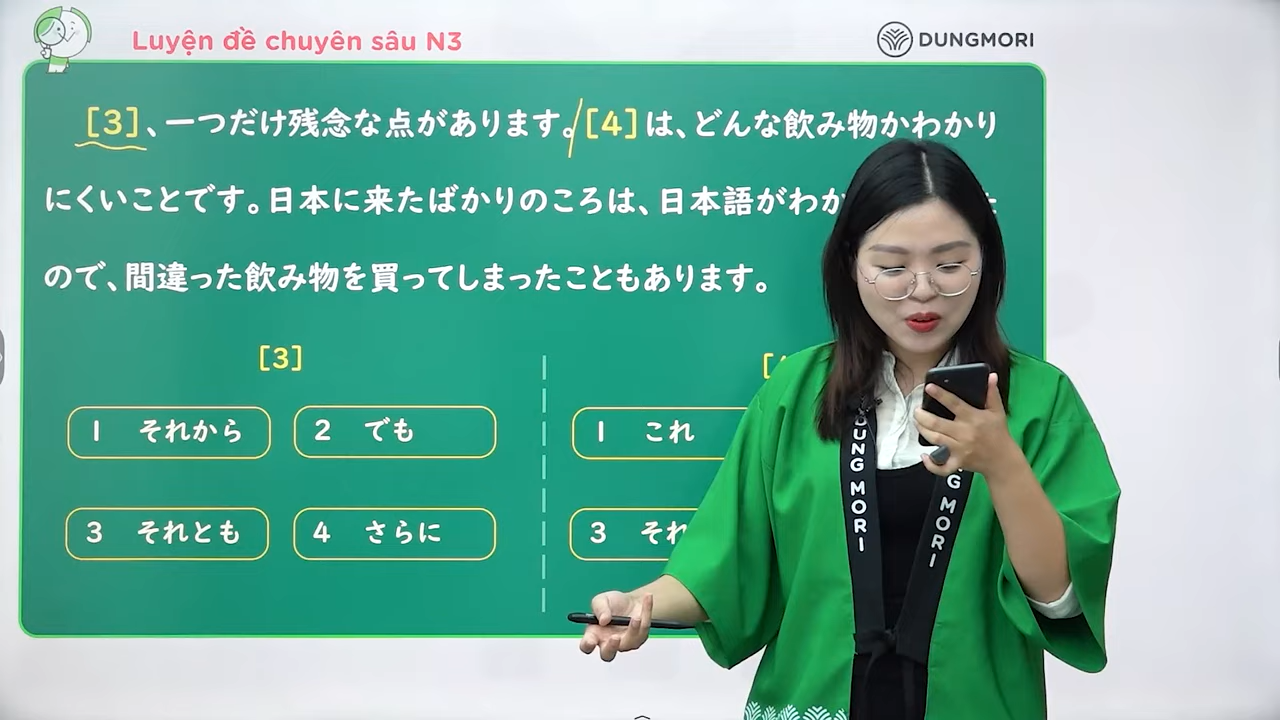 Luyện đề chuyên sâu N3
DUNGMORI
[3]、一つだけ残念な点があります。[4]は、どんな飲み物かわかり
にくいことです。日本に来たばかりのころは、日本語がわか
ので、間違った飲み物を買ってしまったこともあります。
[3]
1 それから
2 でも
3 それとも
4 さらに
1 これ
3 それ
DUNG MORI
DUNG MORI